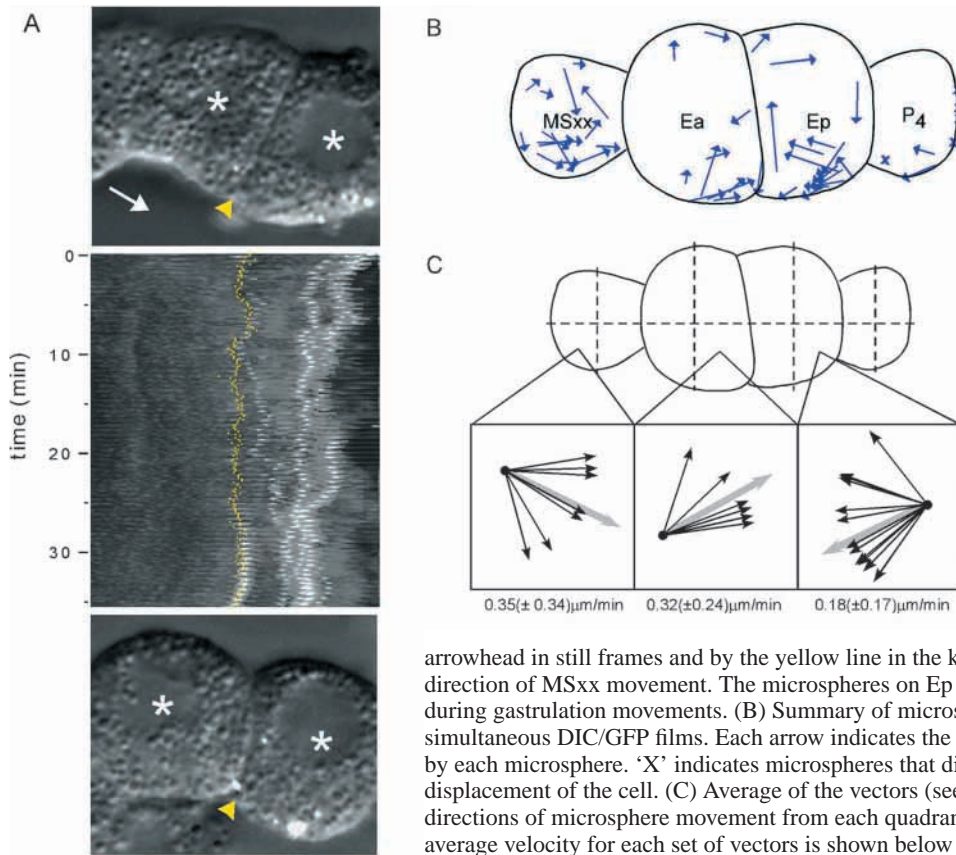 A
*
*
0
10
20
30
time (min)
*
*
B
MSxx
Ea
Ep
P4
x
C
0.35(± 0.34)µm/min
0.32(±0.24)µm/min
0.18(±0.17)µm/min
arrowhead in still frames and by the yellow line in the k
direction of MSxx movement. The microspheres on Ep
during gastrulation movements. (B) Summary of micros
simultaneous DIC/GFP films. Each arrow indicates the
by each microsphere. ‘X’ indicates microspheres that di
displacement of the cell. (C) Average of the vectors (see
directions of microsphere movement from each quadran
average velocity for each set of vectors is shown below